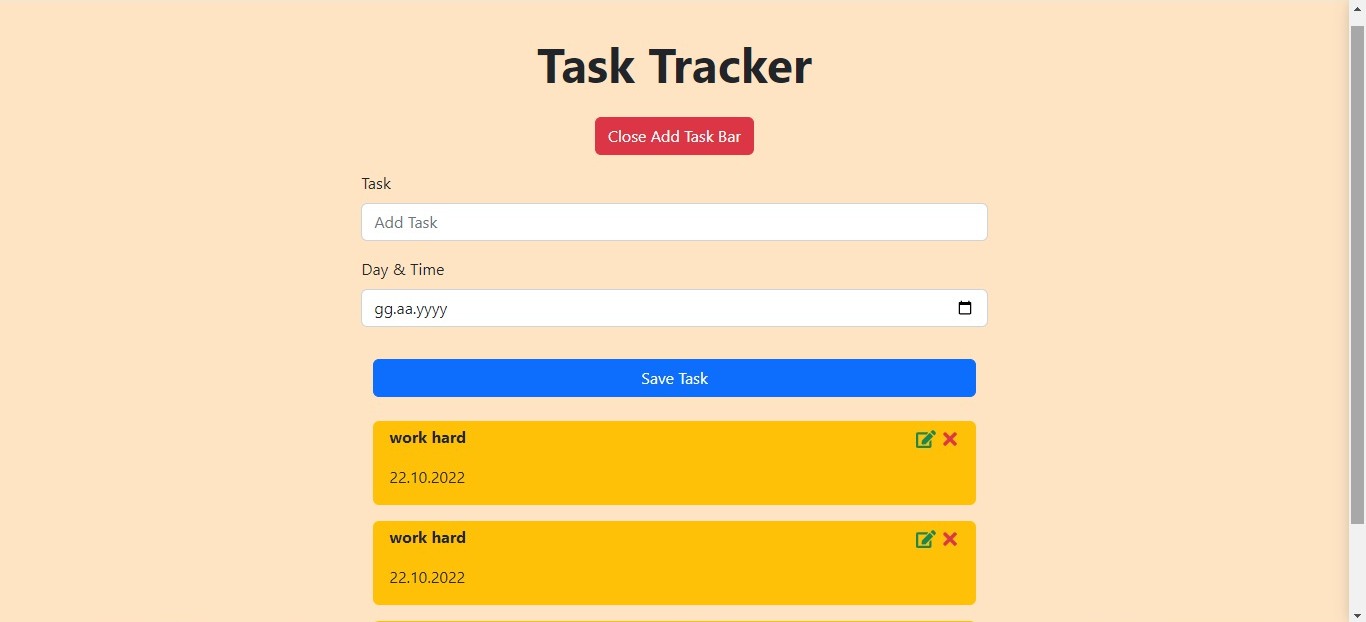 Task Tracker
Close Add Task Bar
Task
Add Task
Day & Time
gg.aa.yyyy
Save Task
work hard
22.10.2022
work hard
22.10.2022